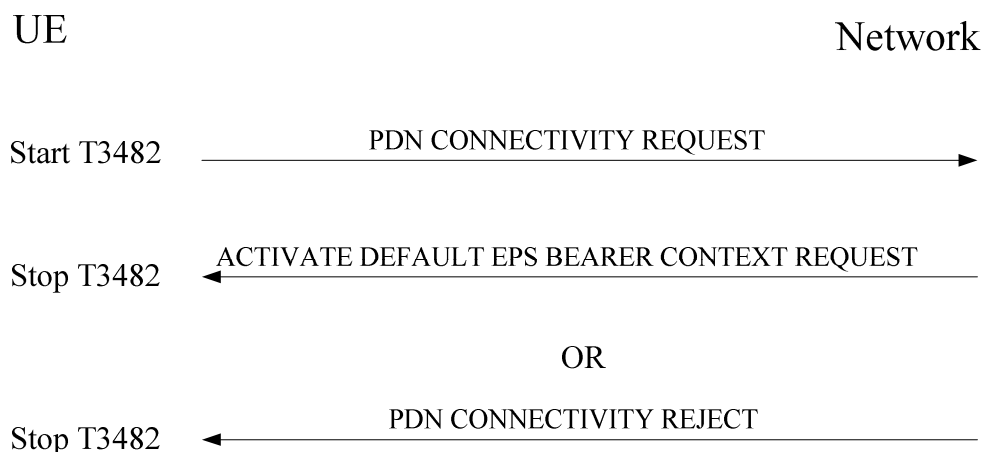 UE
Network
Start T3482
PDN CONNECTIVITY REQUEST
Stop T3482
ACTIVATE DEFAULT EPS BEARER CONTEXT REQUEST
OR
Stop T3482
PDN CONNECTIVITY REJECT